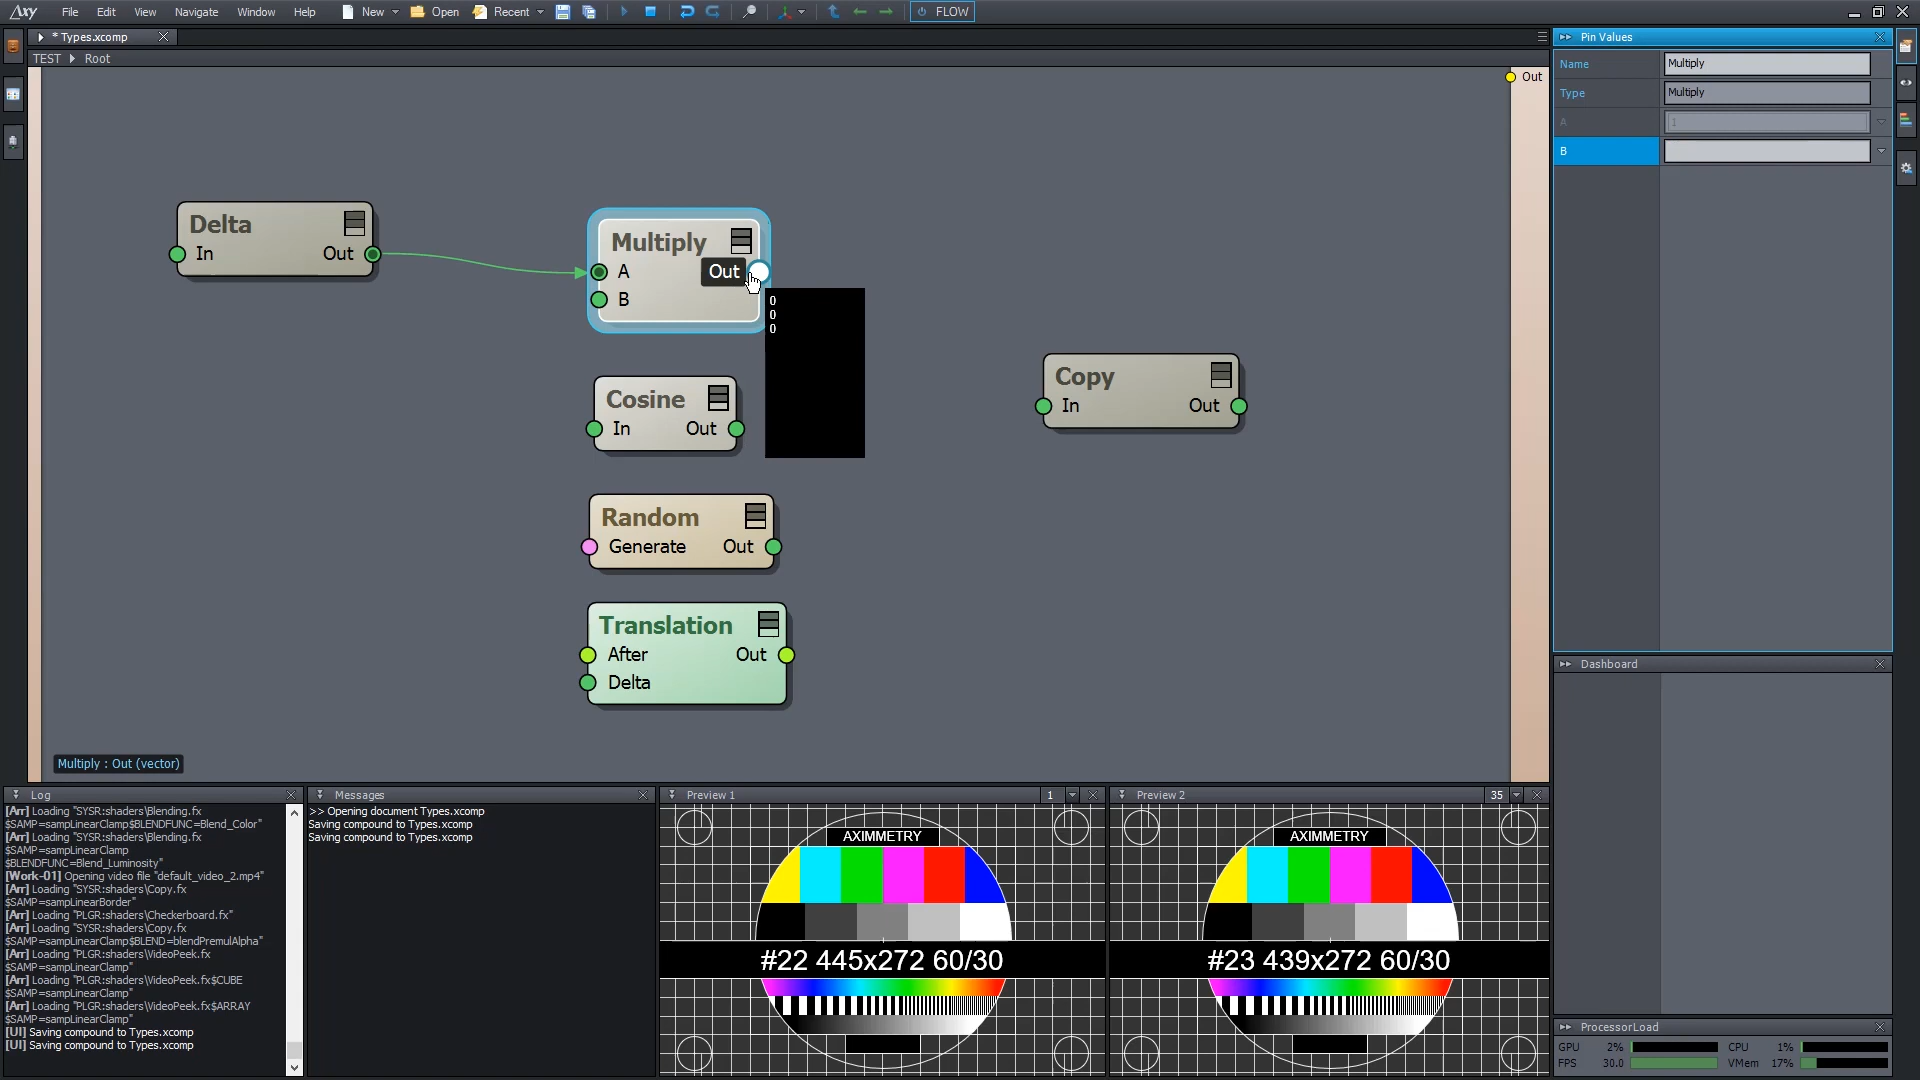 Axy File Edit View Navigate Window Help New Open Recent FLOW
* Types.xcomp
TEST Root
Out
Delta
In Out
Multiply
A Out
B
0
0
0
Cosine
In Out
Random
Generate Out
Translation
After Out
Delta
Copy
In Out
Multiply : Out (vector)
Pin Values
Name Multiply
Type Multiply
A 1
B
Dashboard
ProcessorLoad
GPU 2% CPU 1%
FPS 30.0 VMem 17%
Log
[Arr] Loading "SYSR:shaders\Blending.fx
$SAMP=sampLinearClamp$BLENDFUNC=Blend_Color"
[Arr] Loading "SYSR:shaders\Blending.fx
$SAMP=sampLinearClamp
$BLENDFUNC=Blend_Luminosity"
[Work-01] Opening video file "default_video_2.mp4"
[Arr] Loading "SYSR:shaders\Copy.fx
$SAMP=sampLinearBorder"
[Arr] Loading "PLGR:shaders\Checkerboard.fx"
[Arr] Loading "SYSR:shaders\Copy.fx
$SAMP=sampLinearClamp$BLEND=blendPremulAlpha"
[Arr] Loading "PLGR:shaders\VideoPeek.fx
$SAMP=sampLinearClamp"
[Arr] Loading "PLGR:shaders\VideoPeek.fx$CUBE
$SAMP=sampLinearClamp"
[Arr] Loading "PLGR:shaders\VideoPeek.fx$ARRAY
$SAMP=sampLinearClamp"
[UI] Saving compound to Types.xcomp
[UI] Saving compound to Types.xcomp
Messages
>> Opening document Types.xcomp
Saving compound to Types.xcomp
Saving compound to Types.xcomp
Preview 1 1
AXIMMETRY
#22 445x272 60/30
Preview 2 35
AXIMMETRY
#23 439x272 60/30